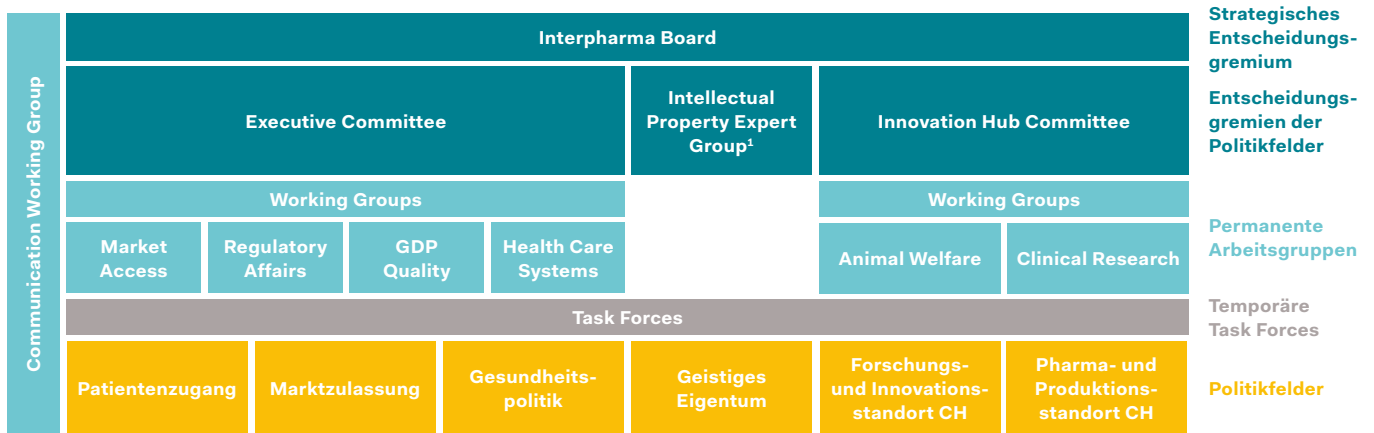 Communication Working Group
Interpharma Board
Strategisches
Entscheidungs-
gremium
Executive Committee
Intellectual
Property Expert
Group¹
Innovation Hub Committee
Entscheidungs-
gremien der
Politikfelder
Working Groups
Working Groups
Market
Access
Regulatory
Affairs
GDP
Quality
Health Care
Systems
Animal Welfare
Clinical Research
Permanente
Arbeitsgruppen
Task Forces
Temporäre
Task Forces
Patientenzugang
Marktzulassung
Gesundheits-
politik
Geistiges
Eigentum
Forschungs-
und Innovations-
standort CH
Pharma- und
Produktions-
standort CH
Politikfelder